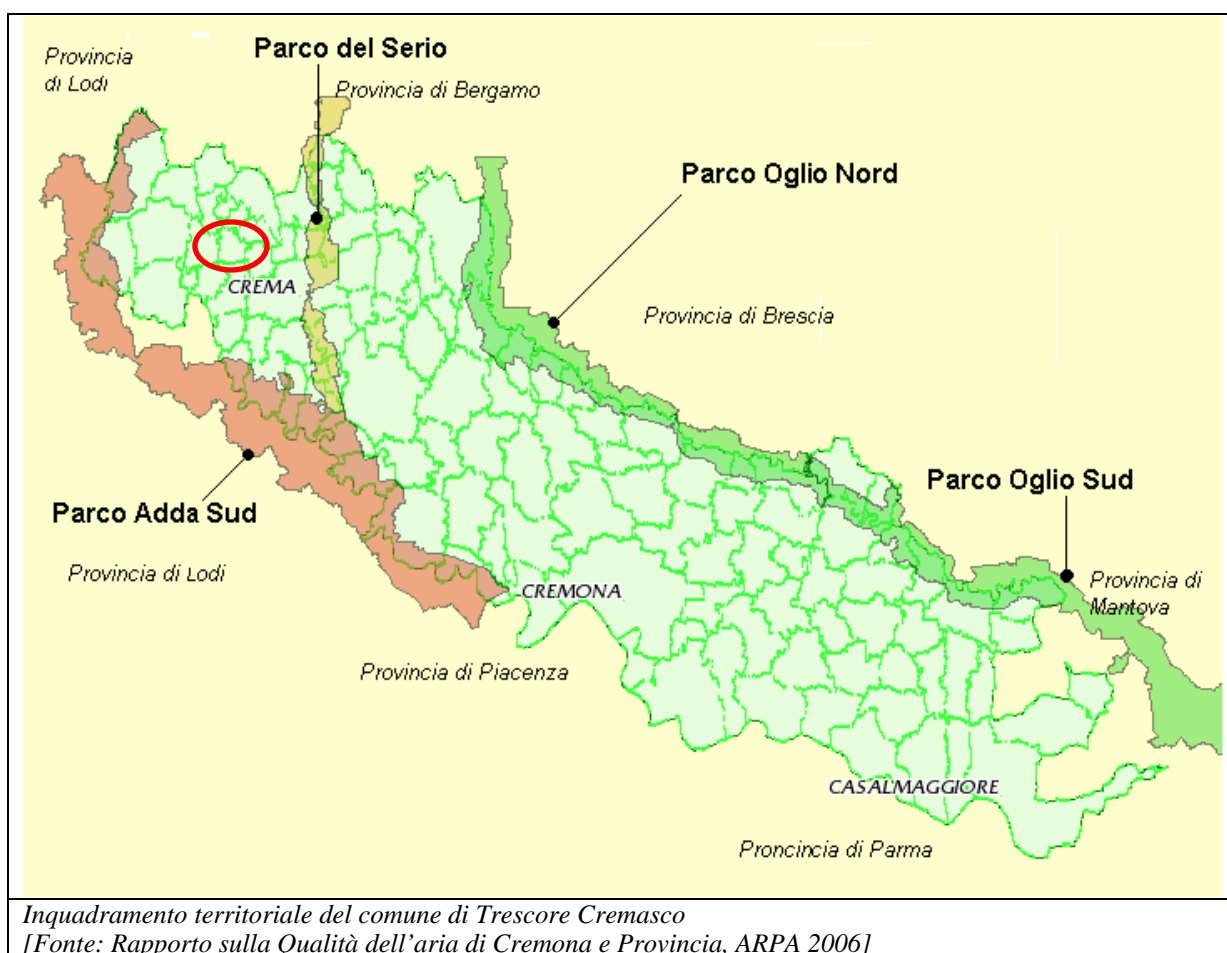 Provincia
di Lodi
Parco del Serio
Provincia di Bergamo
Parco Oglio Nord
CREMA
Provincia di Brescia
Parco Adda Sud
Parco Oglio Sud
Provincia di Lodi
Provincia di
Mantova
CREMONA
Provincia di Piacenza
CASALMAGGIORE
Proncincia di Parma
Inquadramento territoriale del comune di Trescore Cremasco
[Fonte: Rapporto sulla Qualità dell'aria di Cremona e Provincia, ARPA 2006]